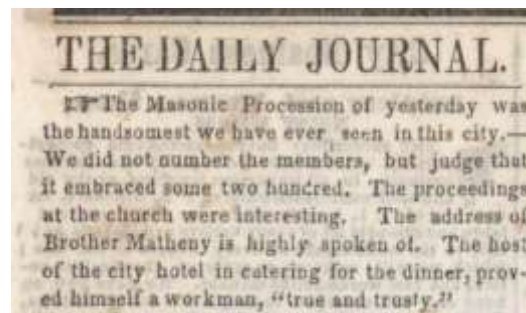 THE DAILY JOURNAL.
☞The Masonic Procession of yesterday was
the handsomest we have ever seen in this city.—
We did not number the members, but judge that
it embraced some two hundred. The proceedings
at the church were interesting. The address of
Brother Matheny is highly spoken of. The host
of the city hotel in catering for the dinner, prov-
ed himself a workman, "true and trusty."